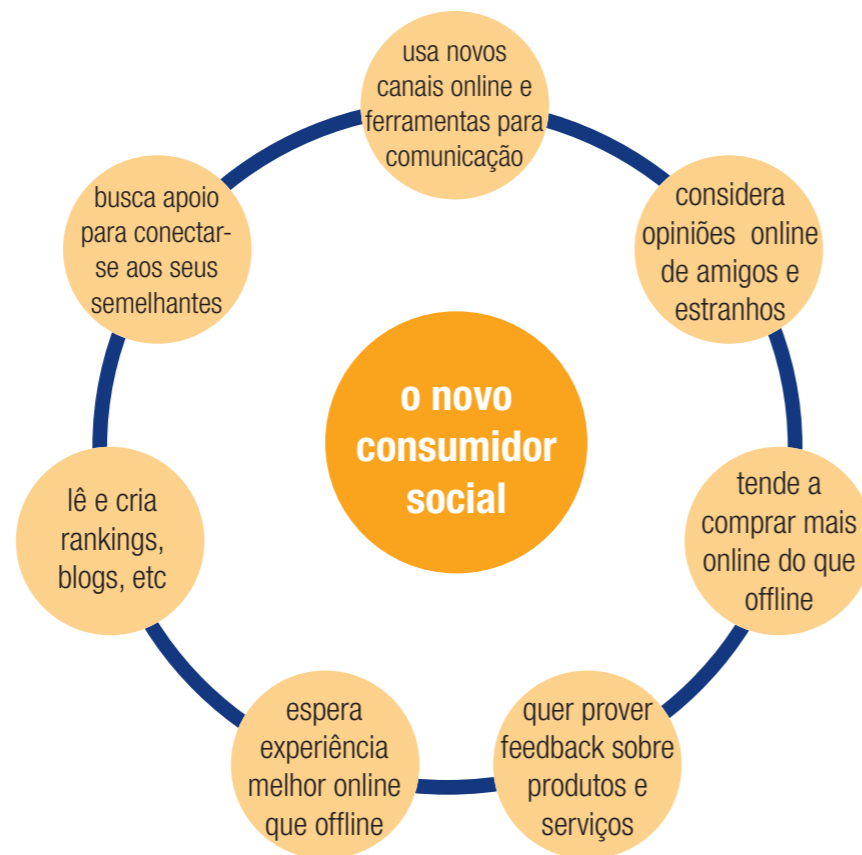 usa novos
canais online e
ferramentas para
comunicação
considera
opiniões online
de amigos e
estranhos
tende a
comprar mais
online do que
offline
quer prover
feedback sobre
produtos e
serviços
espera
experiência
melhor online
que offline
lê e cria
rankings,
blogs, etc
busca apoio
para conectar-
se aos seus
semelhantes
o novo
consumidor
social